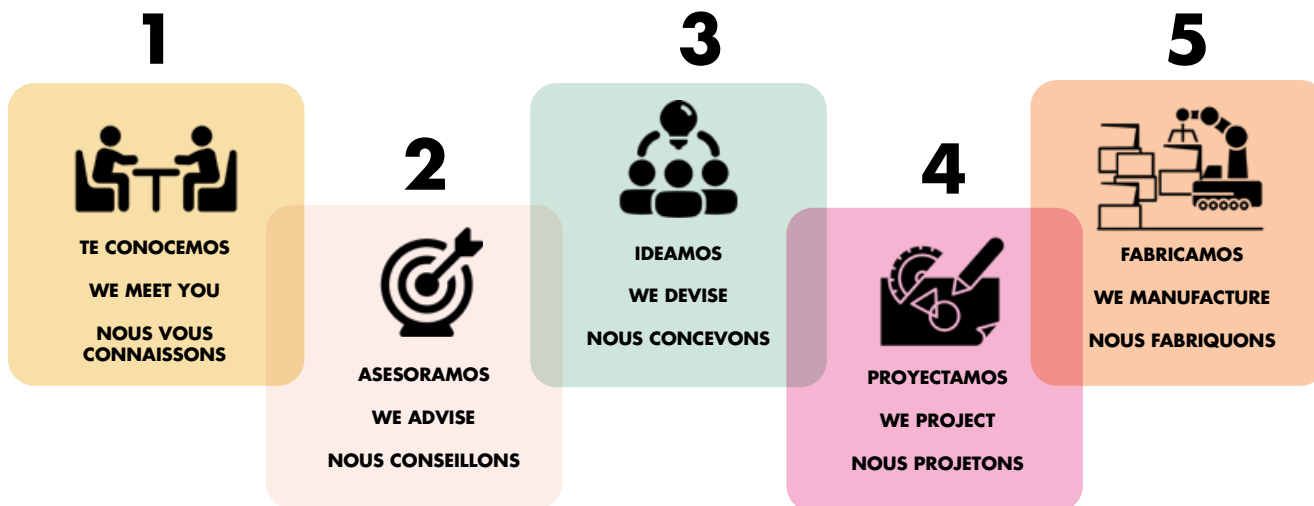 1
TE CONOCEMOS
WE MEET YOU
NOUS VOUS
CONNAISSONS
2
ASESORAMOS
WE ADVISE
NOUS CONSEILLONS
3
IDEAMOS
WE DEVISE
NOUS CONCEVONS
4
PROYECTAMOS
WE PROJECT
NOUS PROJETONS
5
FABRICAMOS
WE MANUFACTURE
NOUS FABRIQUONS